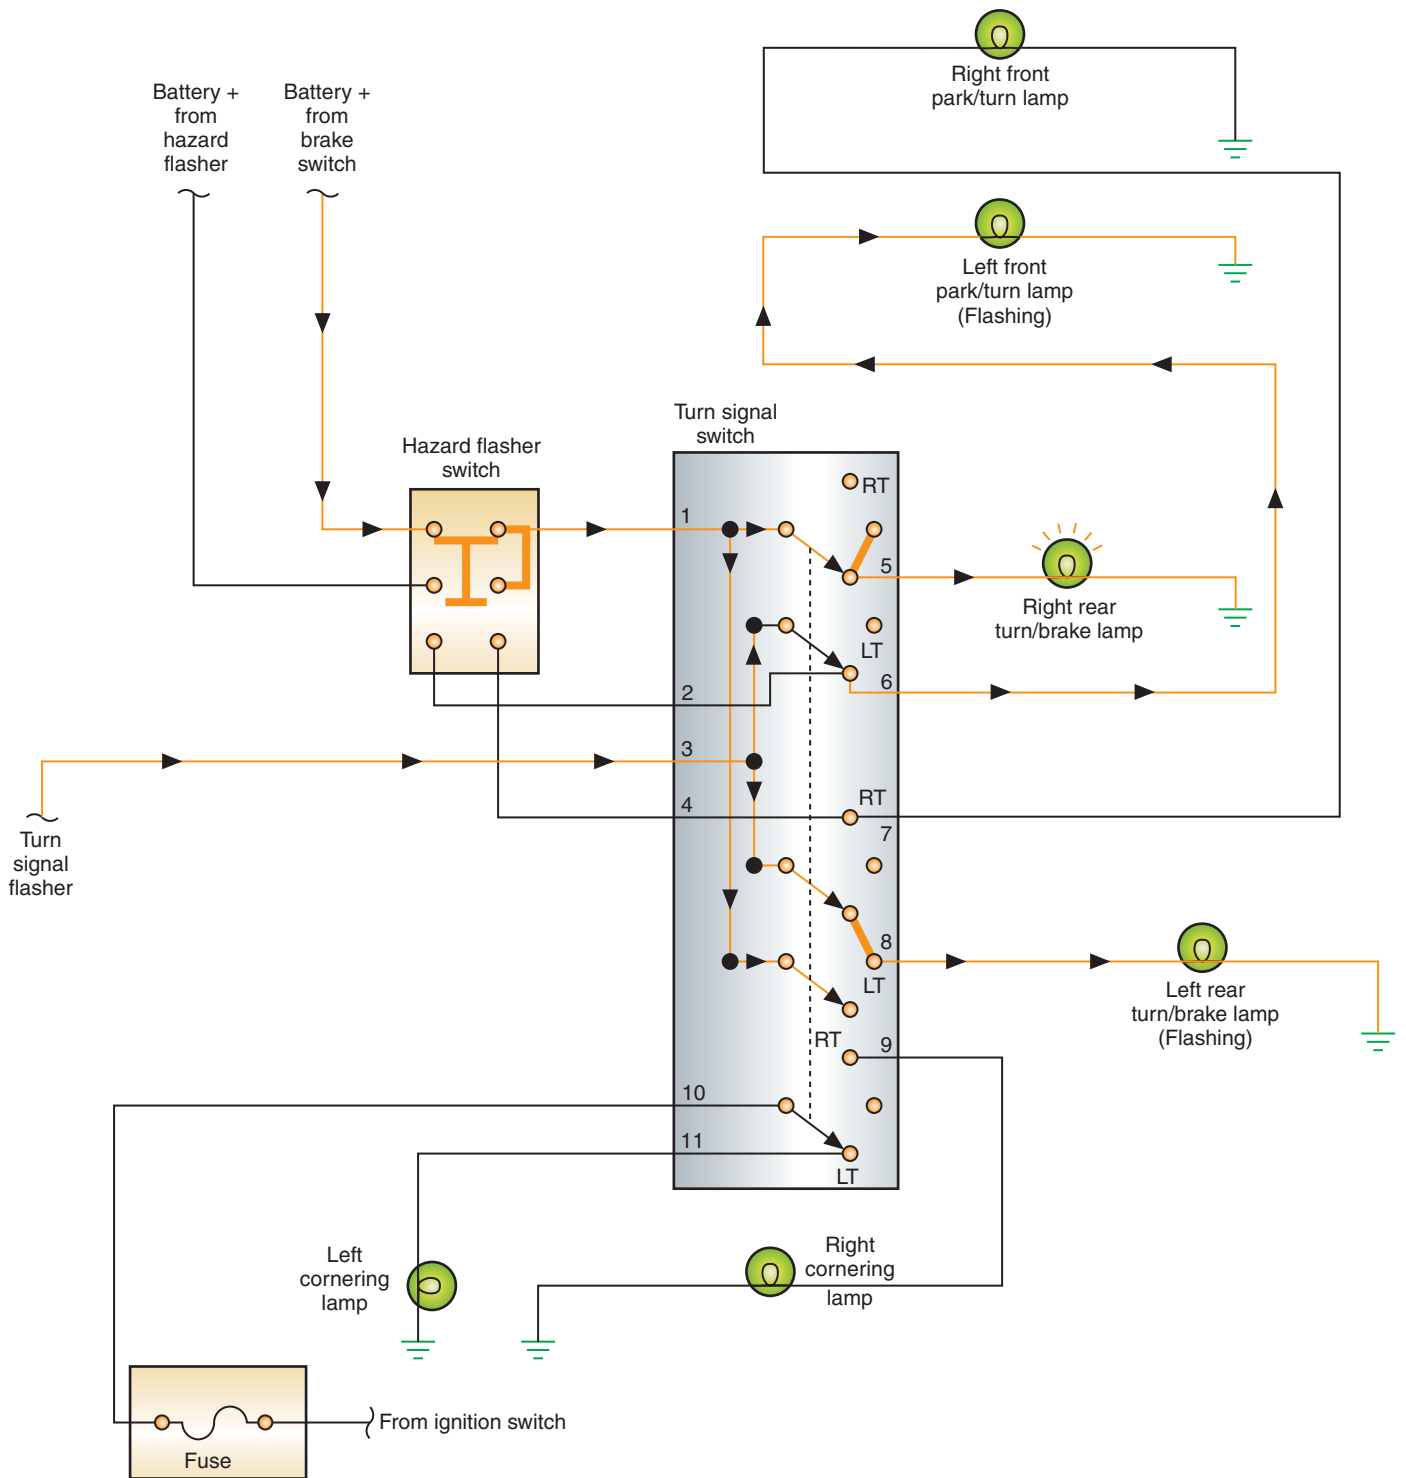 Right front
park/turn lamp
Battery +
from
hazard
flasher
Battery +
from
brake
switch
Left front
park/turn lamp
(Flashing)
Turn signal
switch
Hazard flasher
switch
RT
1
5
Right rear
turn/brake lamp
LT
6
2
3
4
RT
7
Turn
signal
flasher
8
LT
Left rear
turn/brake lamp
(Flashing)
RT
9
10
11
LT
Left
cornering
lamp
Right
cornering
lamp
From ignition switch
Fuse